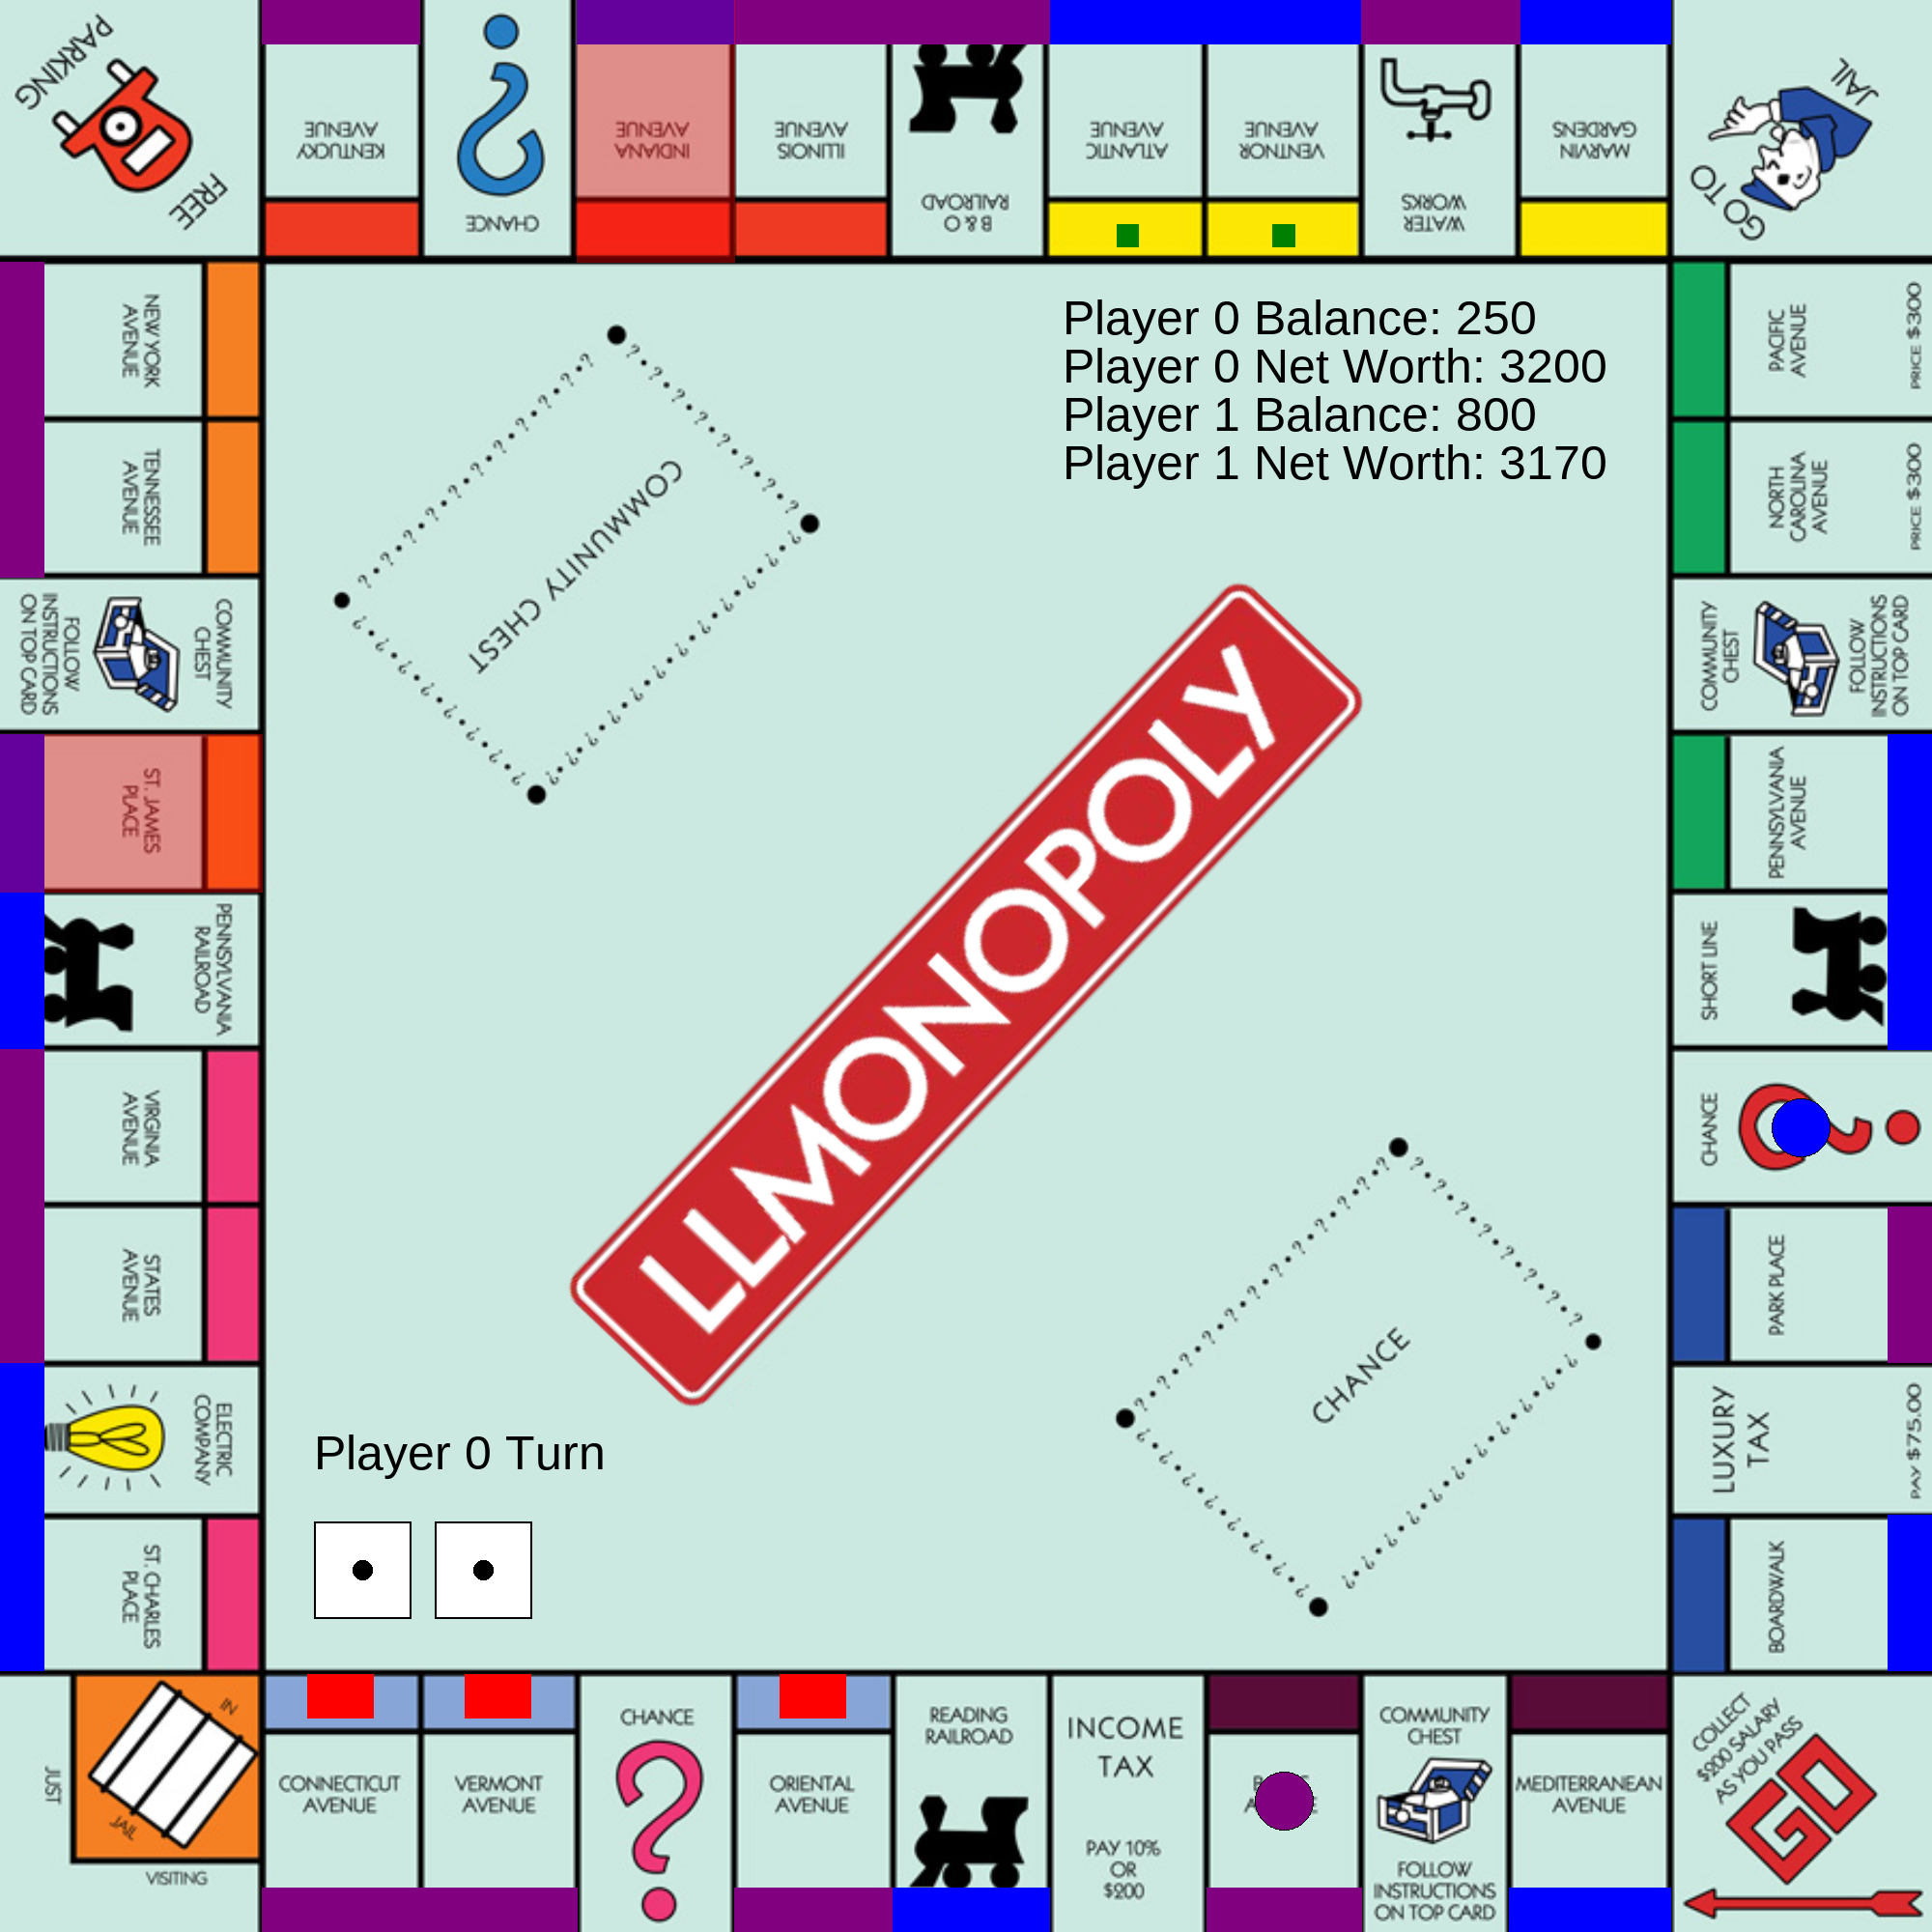 PARKING
FREE
KENTUCKY
AVENUE
CHANCE
INDIANA
AVENUE
ILLINOIS
AVENUE
B & O
RAILROAD
ATLANTIC
AVENUE
VENTNOR
AVENUE
WATER
WORKS
MARVIN
GARDENS
GO TO
JAIL
NEW YORK
AVENUE
TENNESSEE
AVENUE
COMMUNITY
CHEST
FOLLOW
INSTRUCTIONS
ON TOP CARD
ST. JAMES
PLACE
PENNSYLVANIA
RAILROAD
VIRGINIA
AVENUE
STATES
AVENUE
ELECTRIC
COMPANY
ST. CHARLES
PLACE
Player 0 Balance: 250
Player 0 Net Worth: 3200
Player 1 Balance: 800
Player 1 Net Worth: 3170
COMMUNITY CHEST
LLMONOPOLY
CHANCE
Player 0 Turn
PACIFIC
AVENUE
PRICE $300
NORTH
CAROLINA
AVENUE
PRICE $300
COMMUNITY
CHEST
FOLLOW
INSTRUCTIONS
ON TOP CARD
PENNSYLVANIA
AVENUE
SHORT LINE
CHANCE
PARK PLACE
LUXURY
TAX
PAY $75.00
BOARDWALK
JUST
VISITING
IN
JAIL
CONNECTICUT
AVENUE
VERMONT
AVENUE
CHANCE
ORIENTAL
AVENUE
READING
RAILROAD
INCOME
TAX
PAY 10%
OR
$200
COMMUNITY
CHEST
FOLLOW
INSTRUCTIONS
ON TOP CARD
MEDITERRANEAN
AVENUE
COLLECT
$200 SALARY
AS YOU PASS
GO